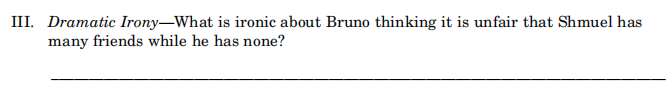 III. Dramatic Irony—What is ironic about Bruno thinking it is unfair that Shmuel has
many friends while he has none?